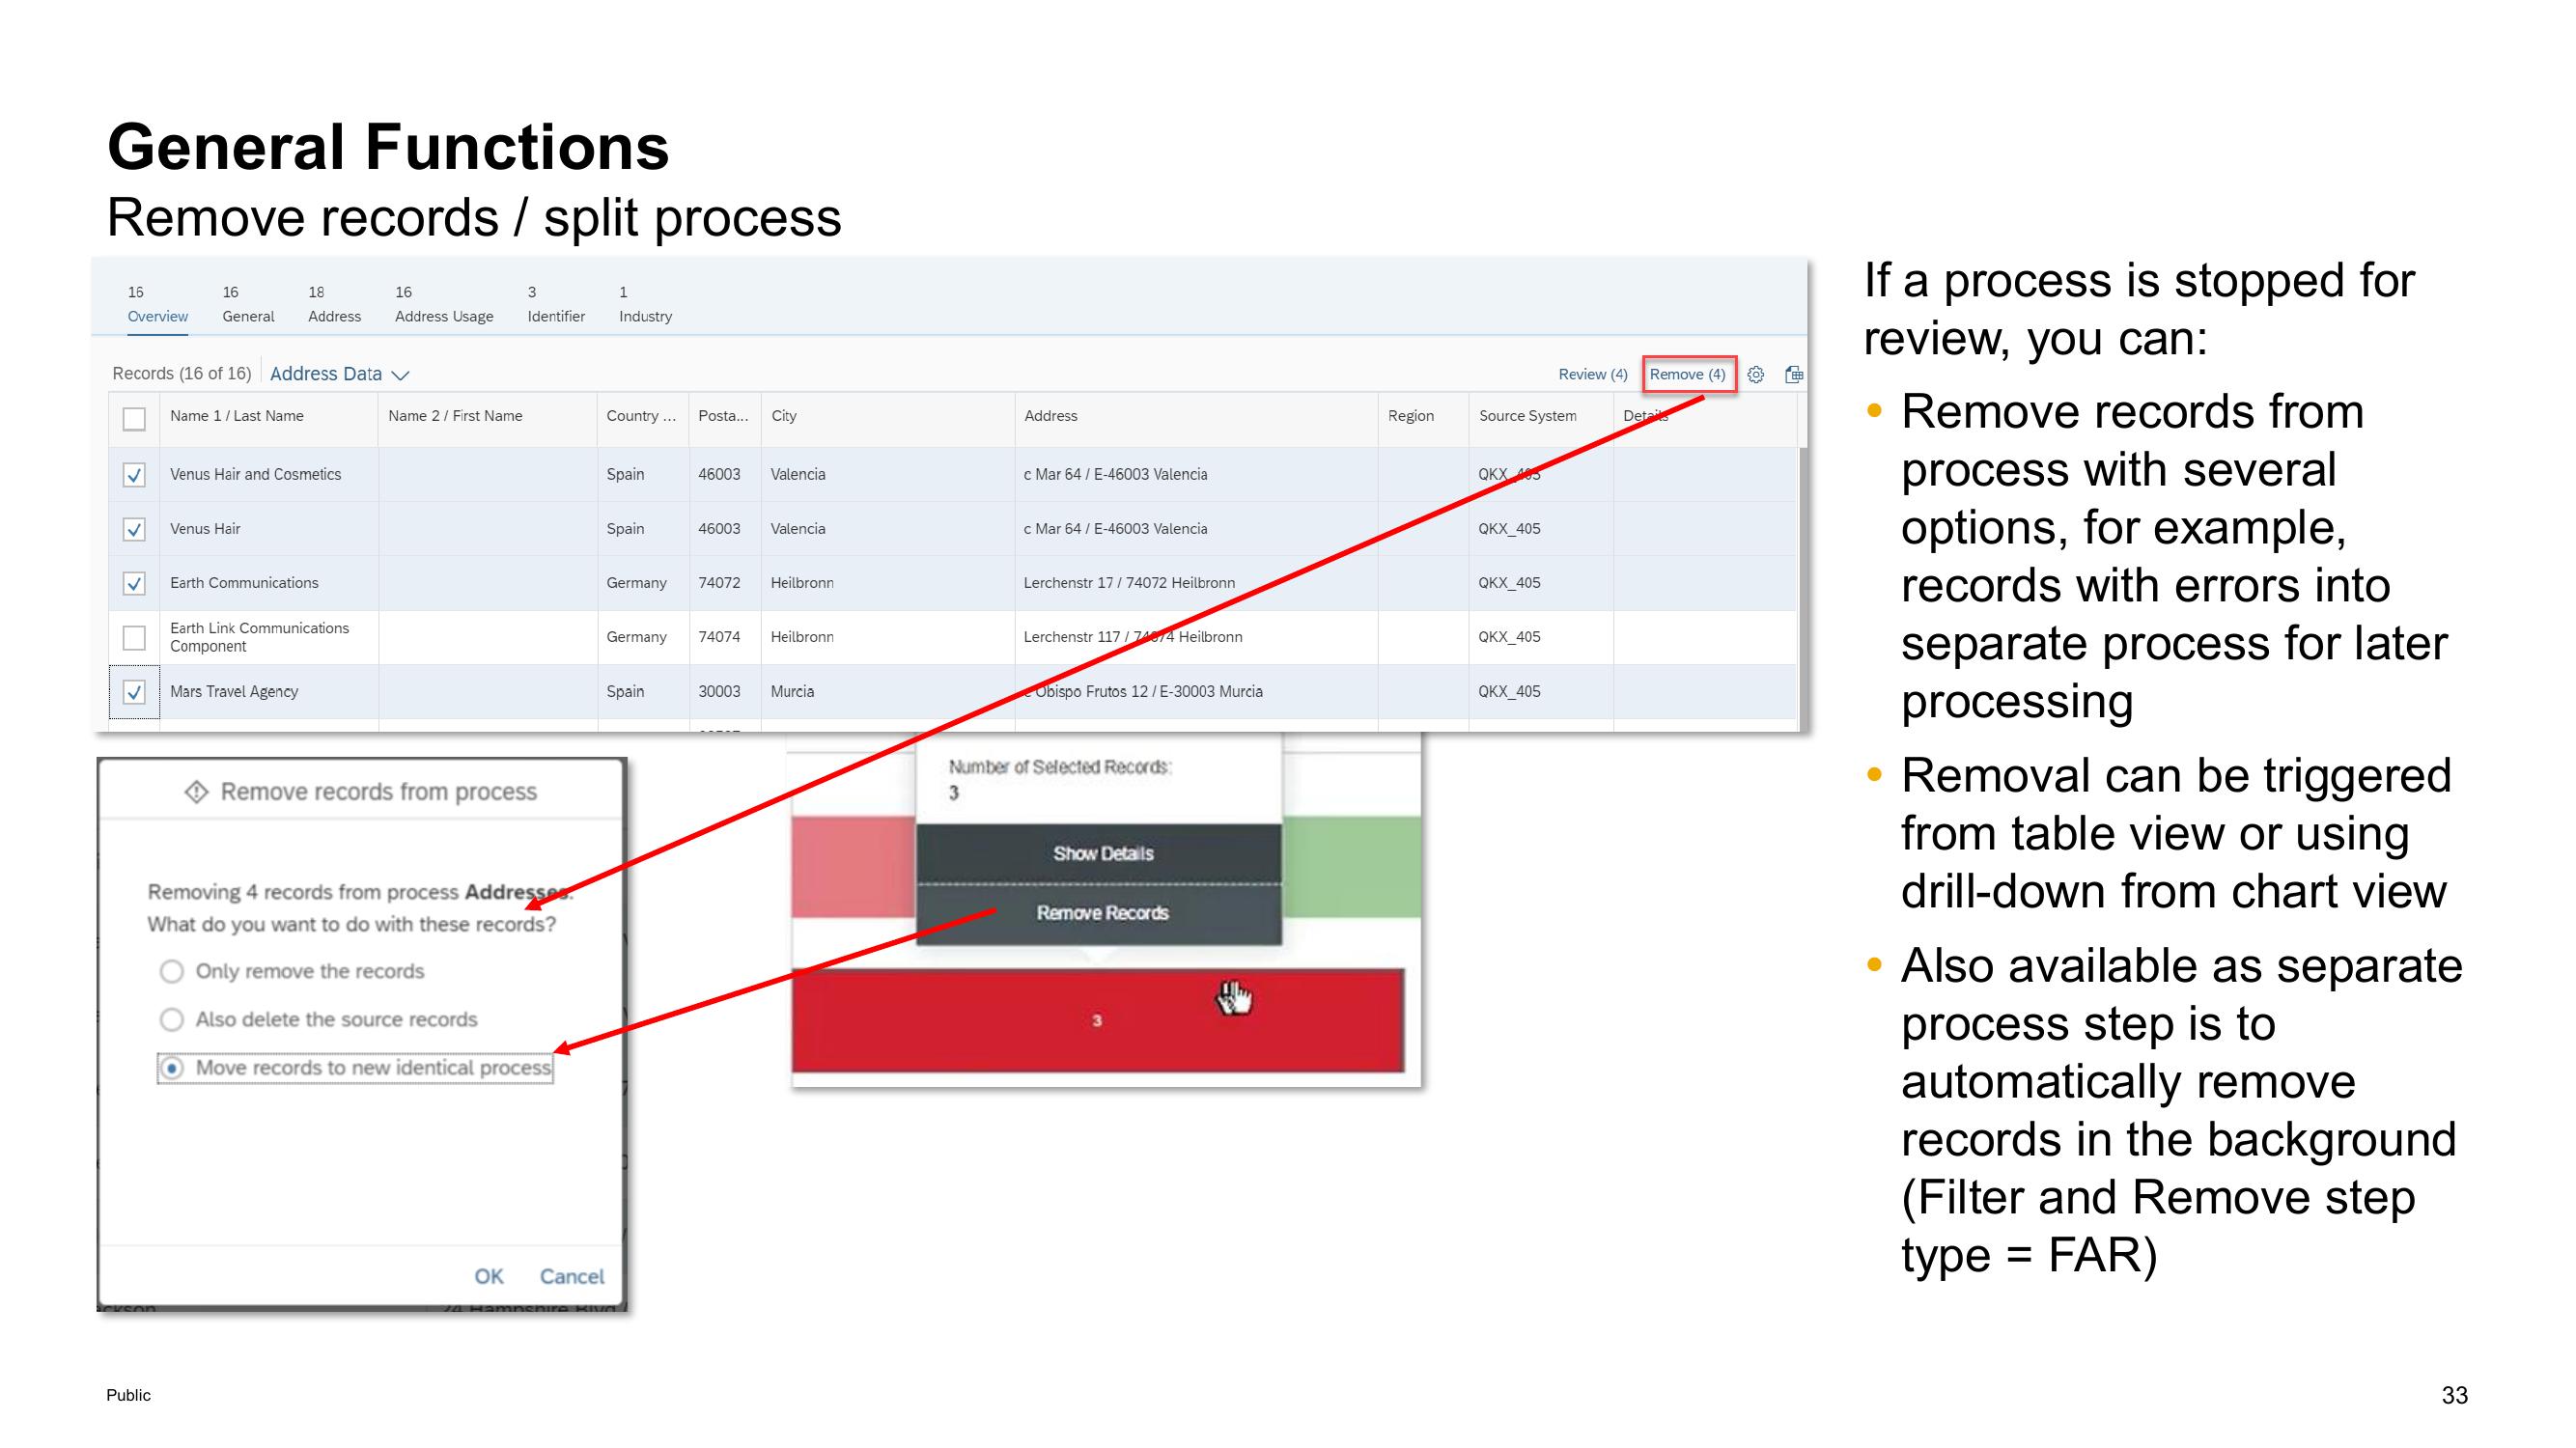 General Functions
Remove records / split process
16 16 18 16 3 1
Overview General Address Address Usage Identifier Industry
Records (16 of 16) Address Data Review (4) Remove (4)
Name 1 / Last Name Name 2 / First Name Country ... Posta... City Address Region Source System Details
Venus Hair and Cosmetics Spain 46003 Valencia c Mar 64 / E-46003 Valencia QKX_405
Venus Hair Spain 46003 Valencia c Mar 64 / E-46003 Valencia QKX_405
Earth Communications Germany 74072 Heilbronn Lerchenstr 17 / 74072 Heilbronn QKX_405
Earth Link Communications
Component Germany 74074 Heilbronn Lerchenstr 117 / 74074 Heilbronn QKX_405
Mars Travel Agency Spain 30003 Murcia c Obispo Frutos 12 / E-30003 Murcia QKX_405
Remove records from process
Removing 4 records from process Addresses.
What do you want to do with these records?
Only remove the records
Also delete the source records
Move records to new identical process
OK Cancel
24 Hampshire Blvd
Number of Selected Records:
3
Show Details
Remove Records
3
If a process is stopped for
review, you can:
• Remove records from
process with several
options, for example,
records with errors into
separate process for later
processing
• Removal can be triggered
from table view or using
drill-down from chart view
• Also available as separate
process step is to
automatically remove
records in the background
(Filter and Remove step
type = FAR)
Public
33